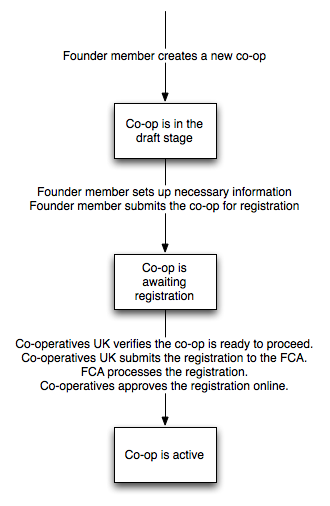 Founder member creates a new co-op
Co-op is in the
draft stage
Founder member sets up necessary information
Founder member submits the co-op for registration
Co-op is
awaiting
registration
Co-operatives UK verifies the co-op is ready to proceed.
Co-operatives UK submits the registration to the FCA.
FCA processes the registration.
Co-operatives approves the registration online.
Co-op is active